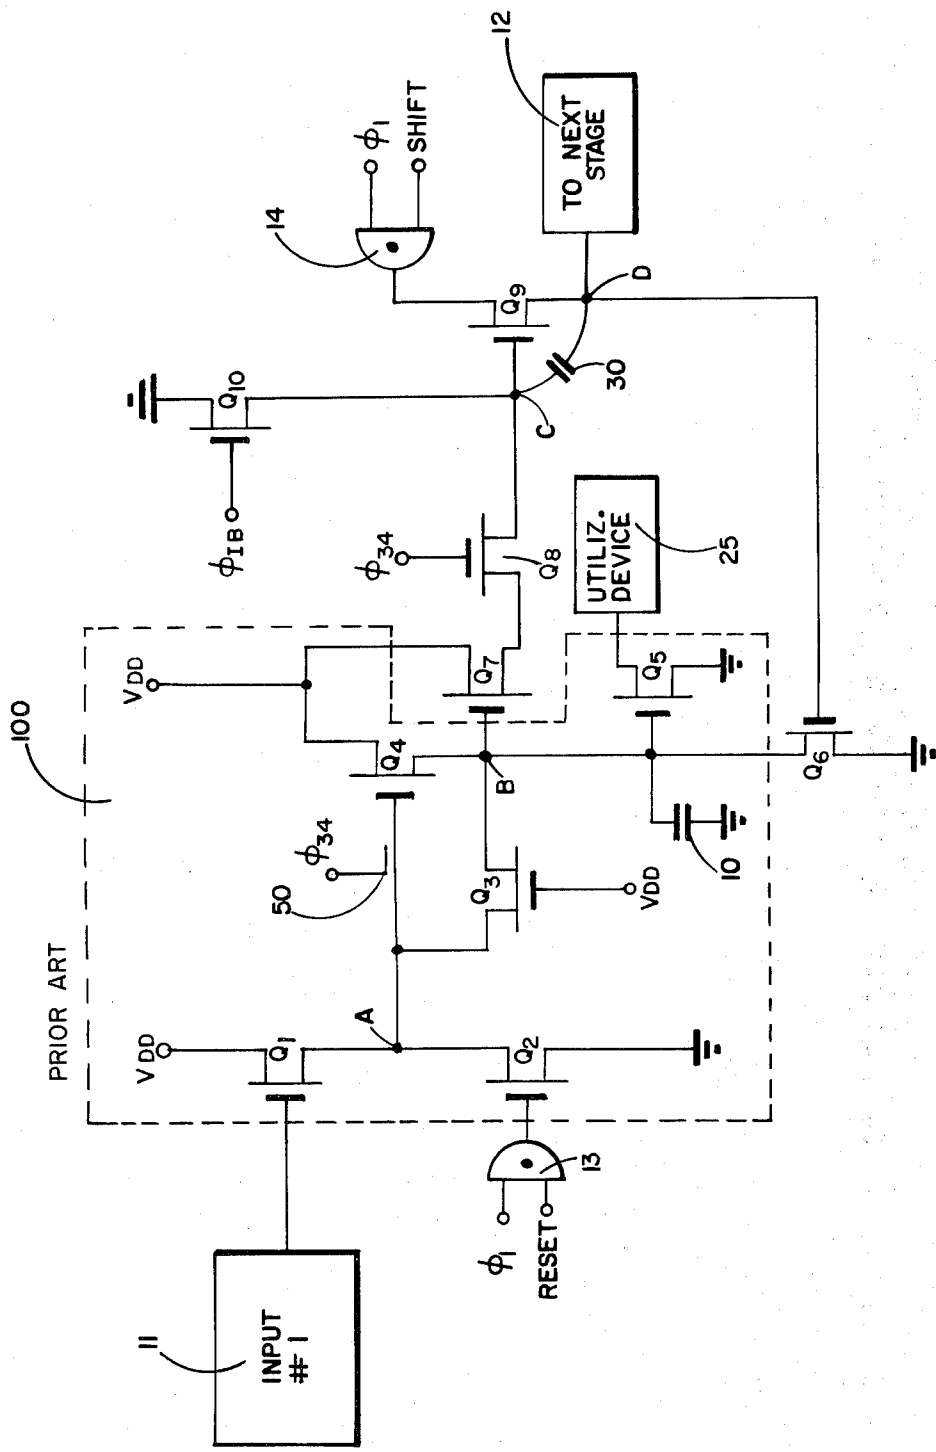 PRIOR ART
100
11
INPUT
# 1
VDD
Q1
A
Q2
ϕ1
RESET
13
50
ϕ34
Q3
VDD
Q4
B
VDD
Q7
10
Q5
Q6
UTILIZ.
DEVICE
25
ϕ34
Q8
ϕ1B
Q10
C
30
Q9
D
14
ϕ1
SHIFT
12
TO NEXT
STAGE